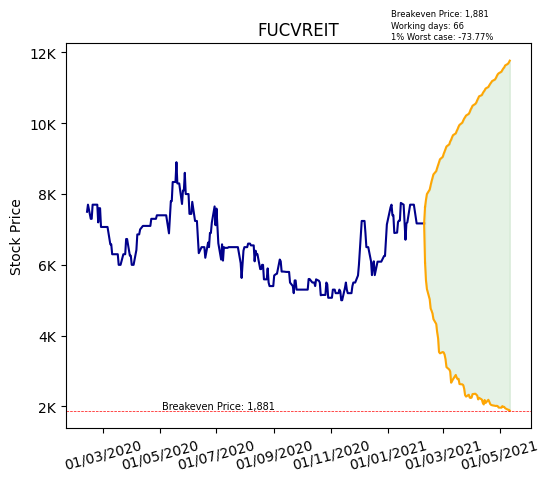 Breakeven Price: 1,881
Working days: 66
1% Worst case: -73.77%
FUCVREIT
12K
10K
8K
6K
4K
2K
Stock Price
Breakeven Price: 1,881
01/03/2020
01/05/2020
01/07/2020
01/09/2020
01/11/2020
01/01/2021
01/03/2021
01/05/2021